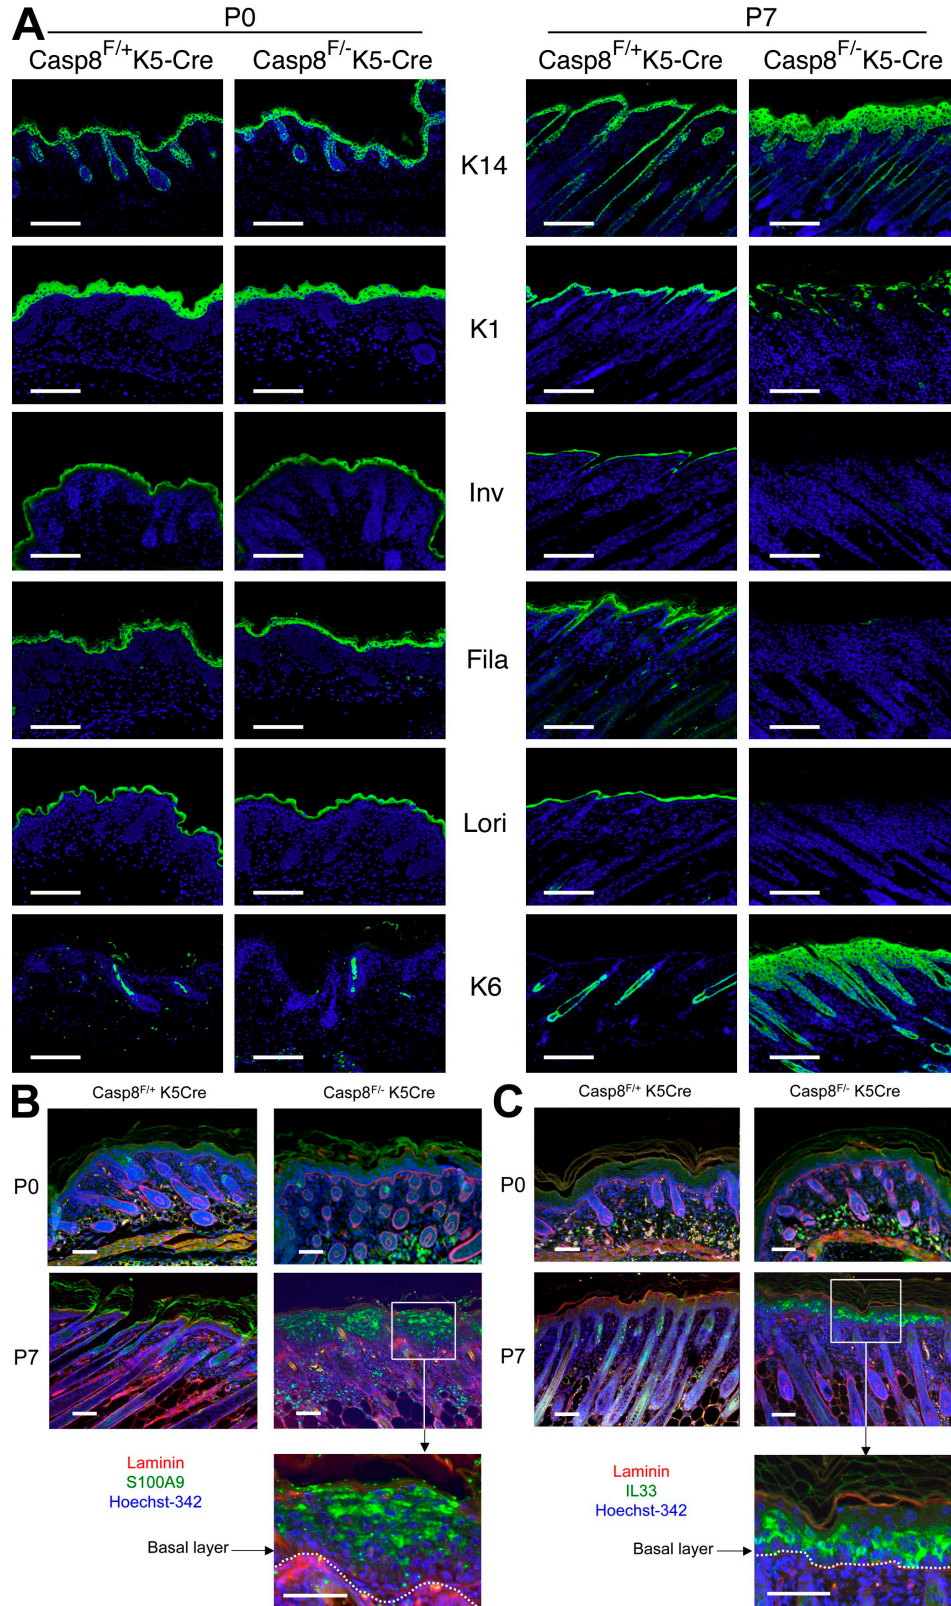 A
P0
P7
Casp8F/+K5-Cre
Casp8F/-K5-Cre
Casp8F/+K5-Cre
Casp8F/-K5-Cre
K14
K1
Inv
Fila
Lori
K6
B
Casp8F/+ K5Cre
Casp8F/- K5Cre
P0
P7
Laminin
S100A9
Hoechst-342
Basal layer
C
Casp8F/+ K5Cre
Casp8F/- K5Cre
P0
P7
Laminin
IL33
Hoechst-342
Basal layer